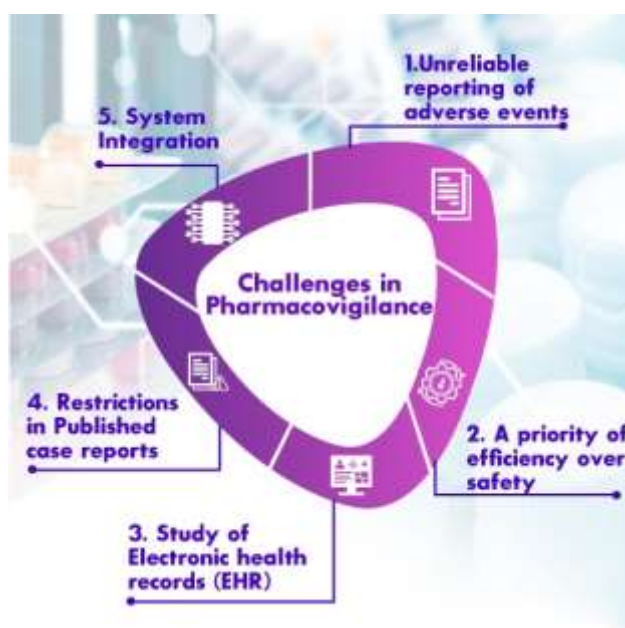 1.Unreliable
reporting of
adverse events
5. System
Integration
Challenges in
Pharmacovigilance
4. Restrictions
in Published
case reports
2. A priority of
efficiency over
safety
3. Study of
Electronic health
records (EHR)